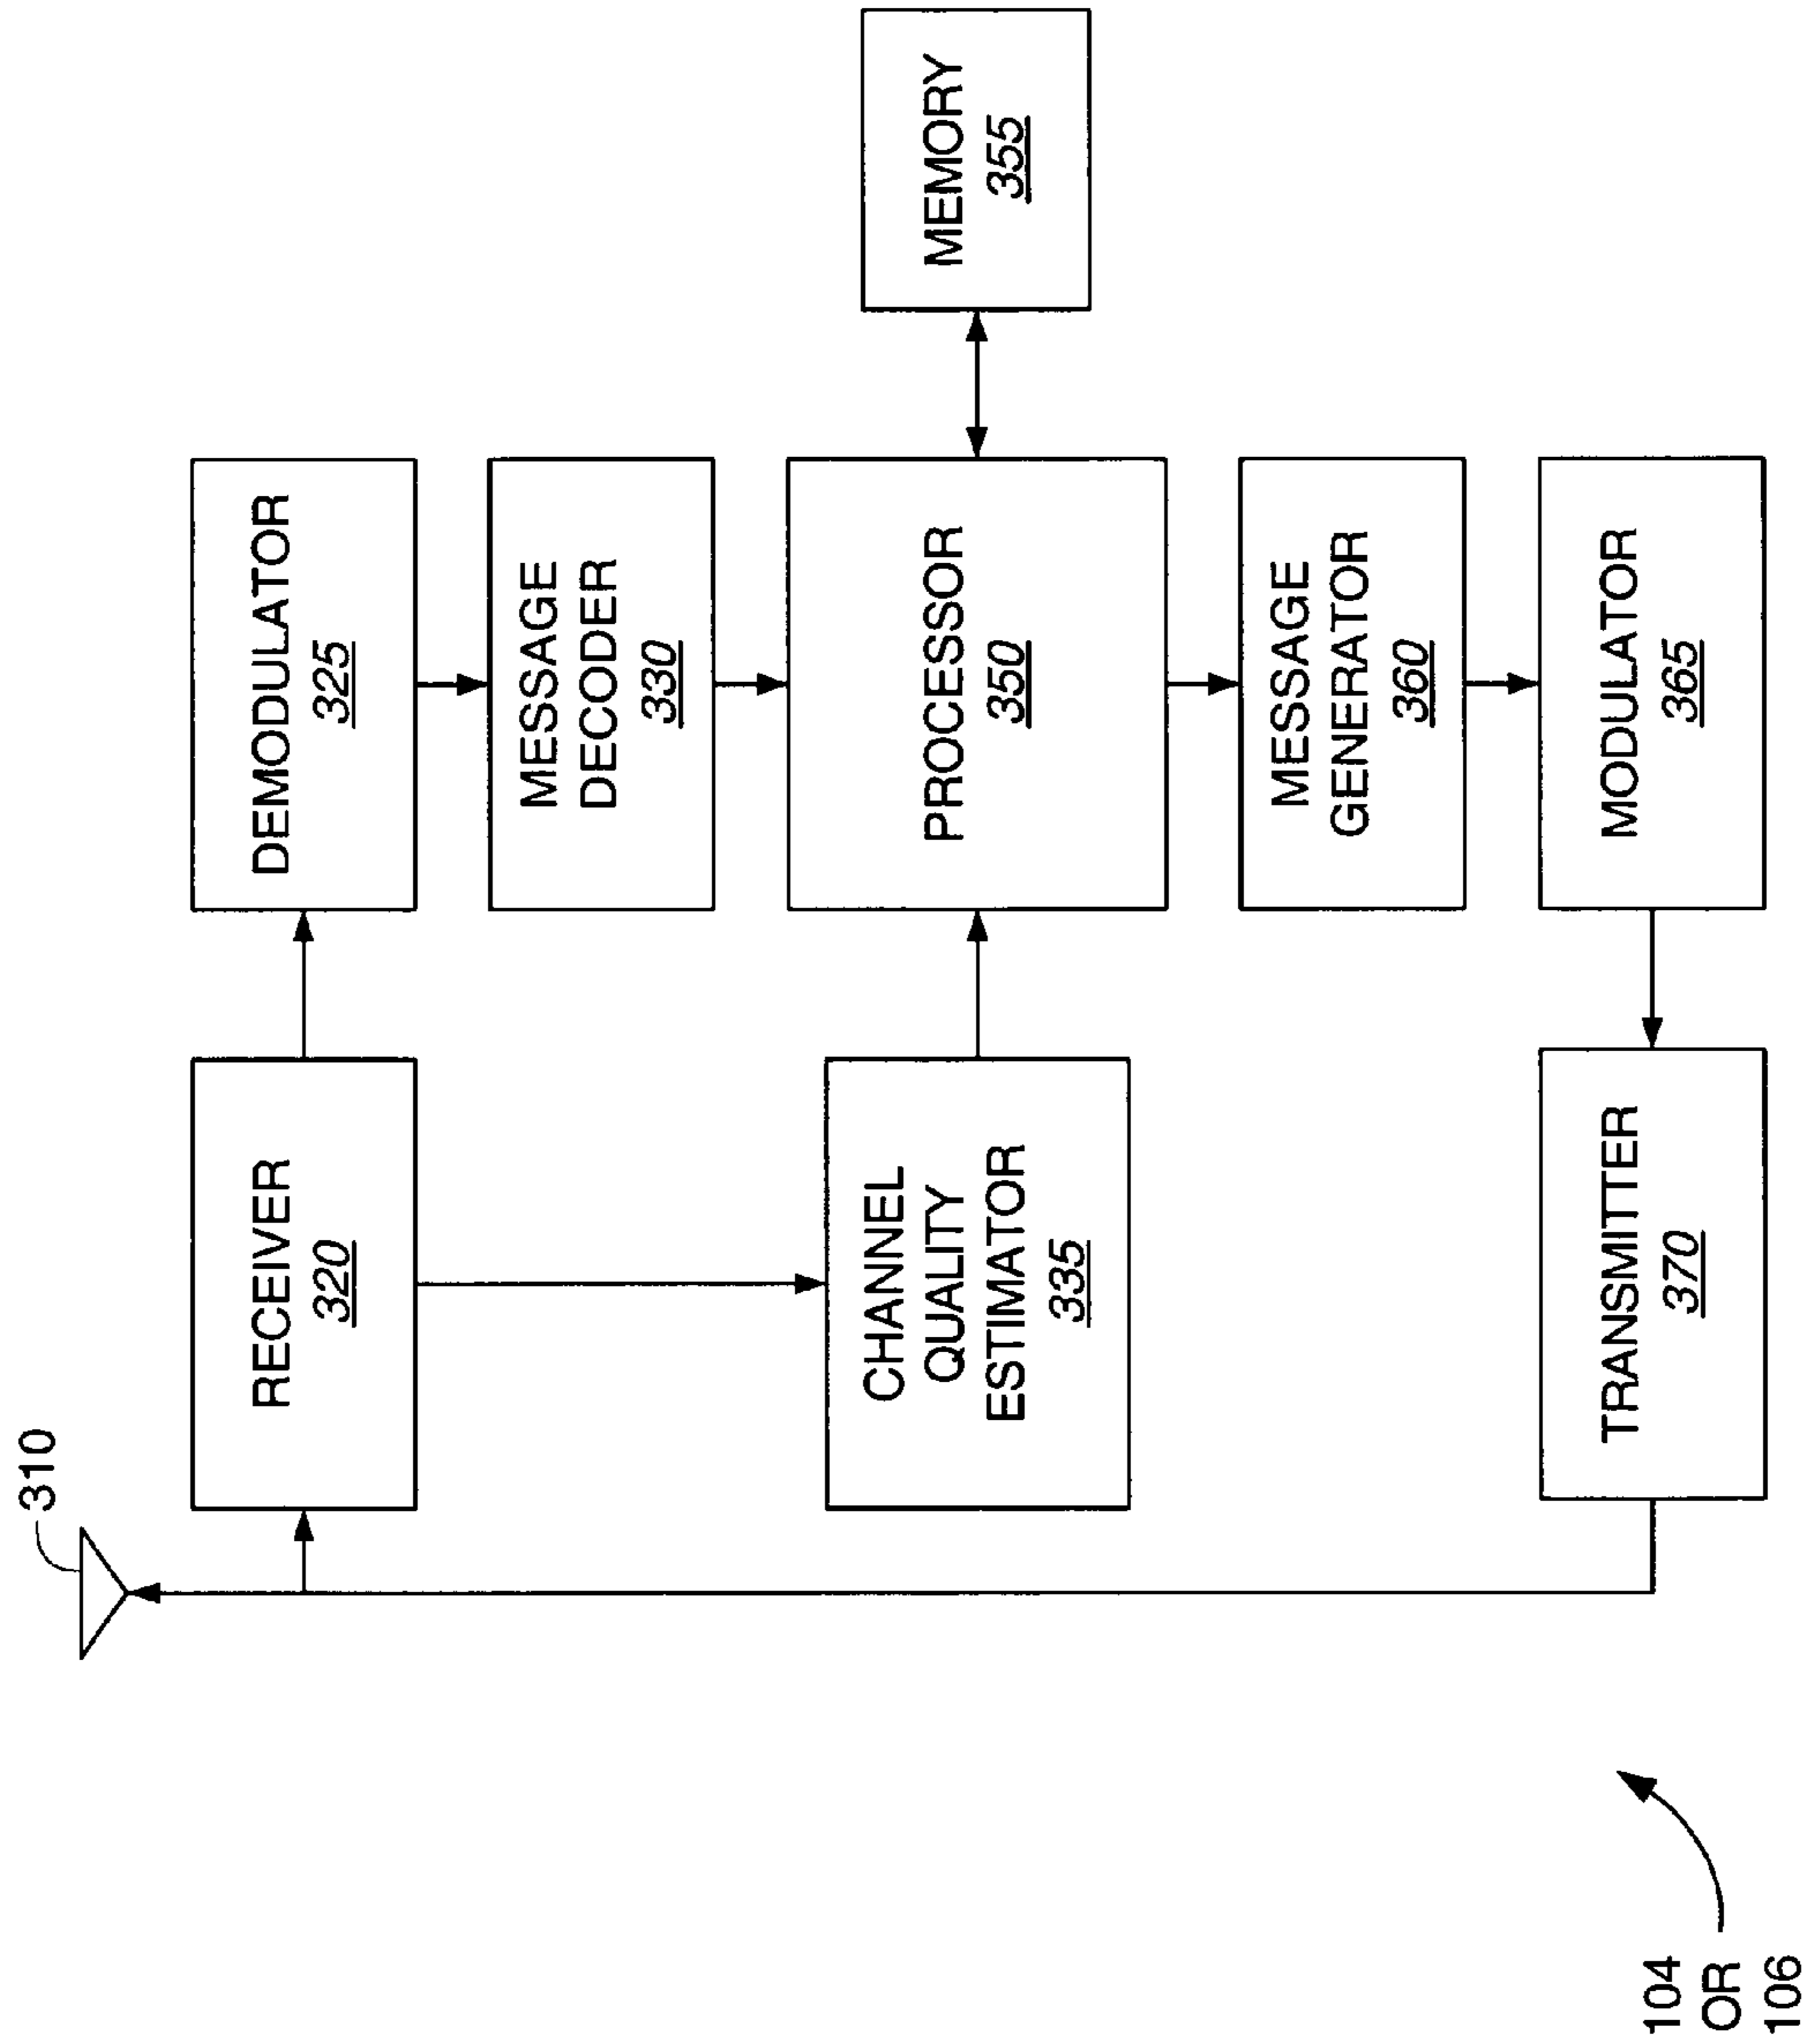 310
RECEIVER
320
DEMODULATOR
325
MESSAGE
DECODER
330
CHANNEL
QUALITY
ESTIMATOR
335
PROCESSOR
350
MEMORY
355
MESSAGE
GENERATOR
360
TRANSMITTER
370
MODULATOR
365
104
OR
106